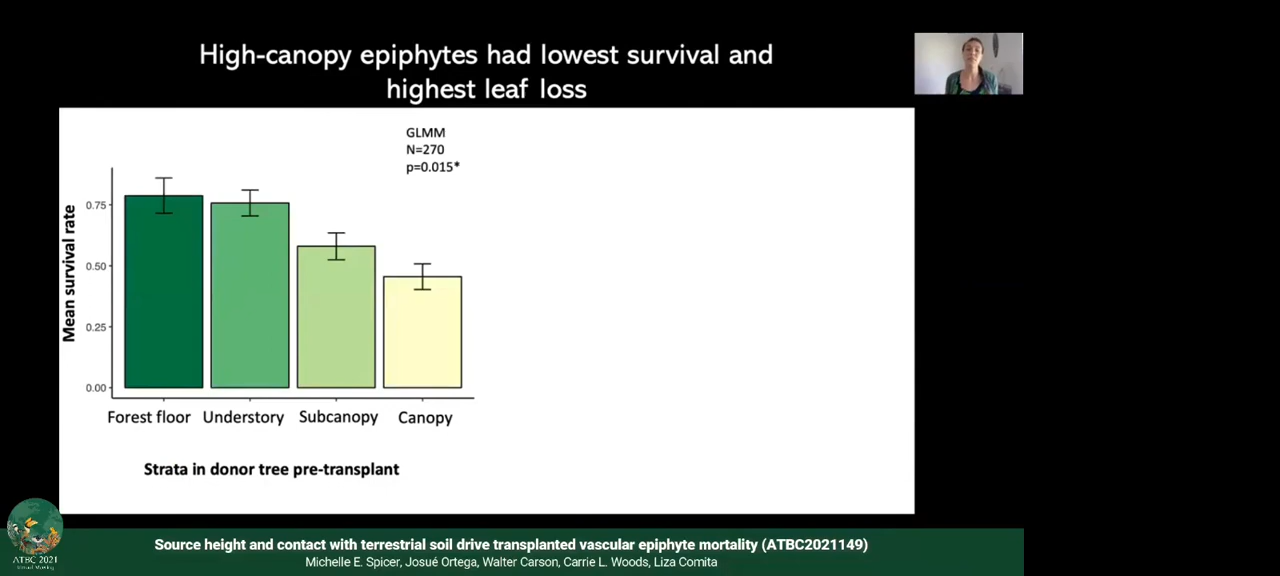 High-canopy epiphytes had lowest survival and
highest leaf loss
GLMM
N=270
p=0.015*
Mean survival rate
0.75
0.50
0.25
0.00
Forest floor Understory Subcanopy Canopy
Strata in donor tree pre-transplant
ATBC 2021
Source height and contact with terrestrial soil drive transplanted vascular epiphyte mortality (ATBC2021149)
Michelle E. Spicer, Josué Ortega, Walter Carson, Carrie L. Woods, Liza Comita